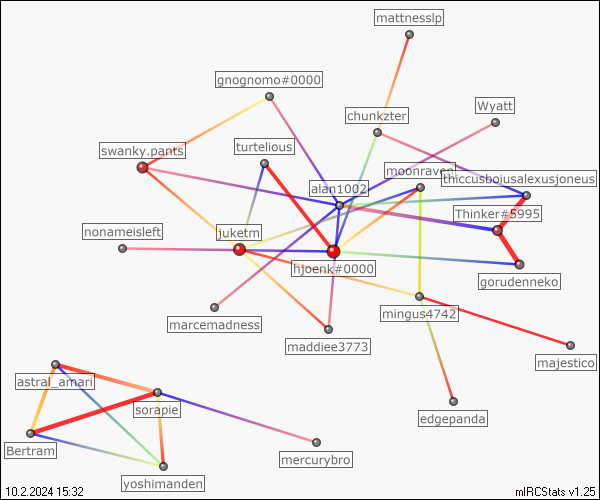 mattnesslp
gnognomo#0000
Wyatt
chunkzter
swanky.pants
turtelious
moonraven
thiccusbojusalexusjoneus
alan1002
Thinker#5995
nonameisleft
juketm
hjoenk#0000
gorudenneko
marcemadness
mingus4742
maddiee3773
majestico
astral_amari
sorapie
edgepanda
Bertram
mercurybro
yoshimanden
10.2.2024 15:32
mIRCStats v1.25